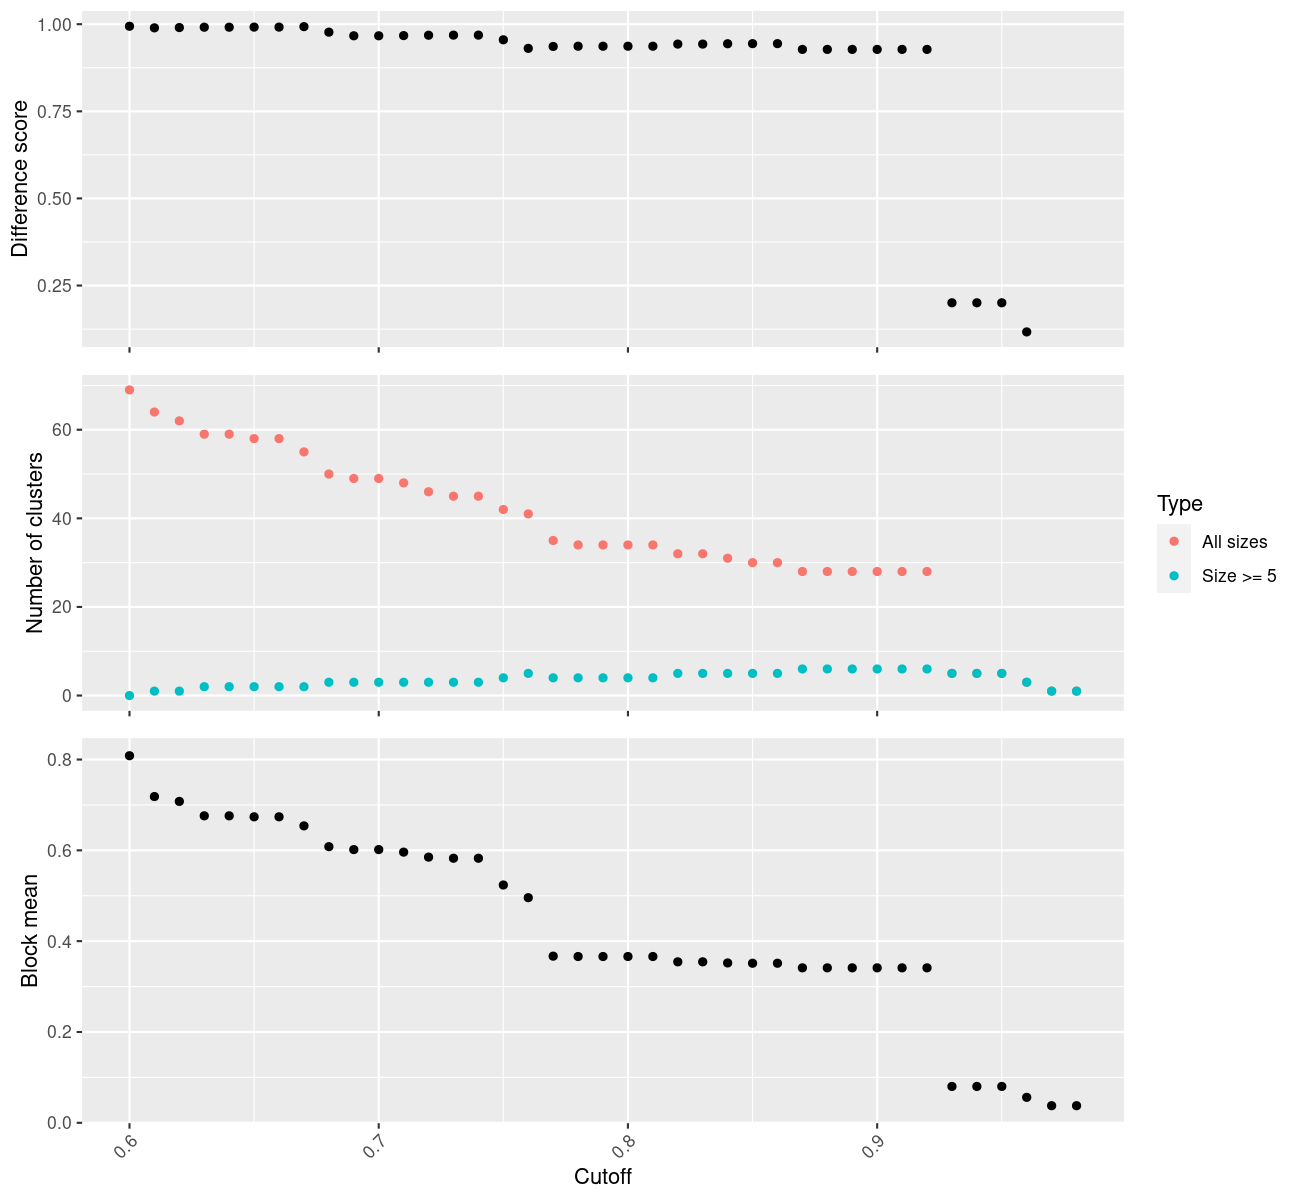 1.00
0.75
0.50
0.25
Difference score
60
40
20
0
Number of clusters
Type
All sizes
Size >= 5
0.8
0.6
0.4
0.2
0.0
Block mean
0.6 0.7 0.8 0.9
Cutoff